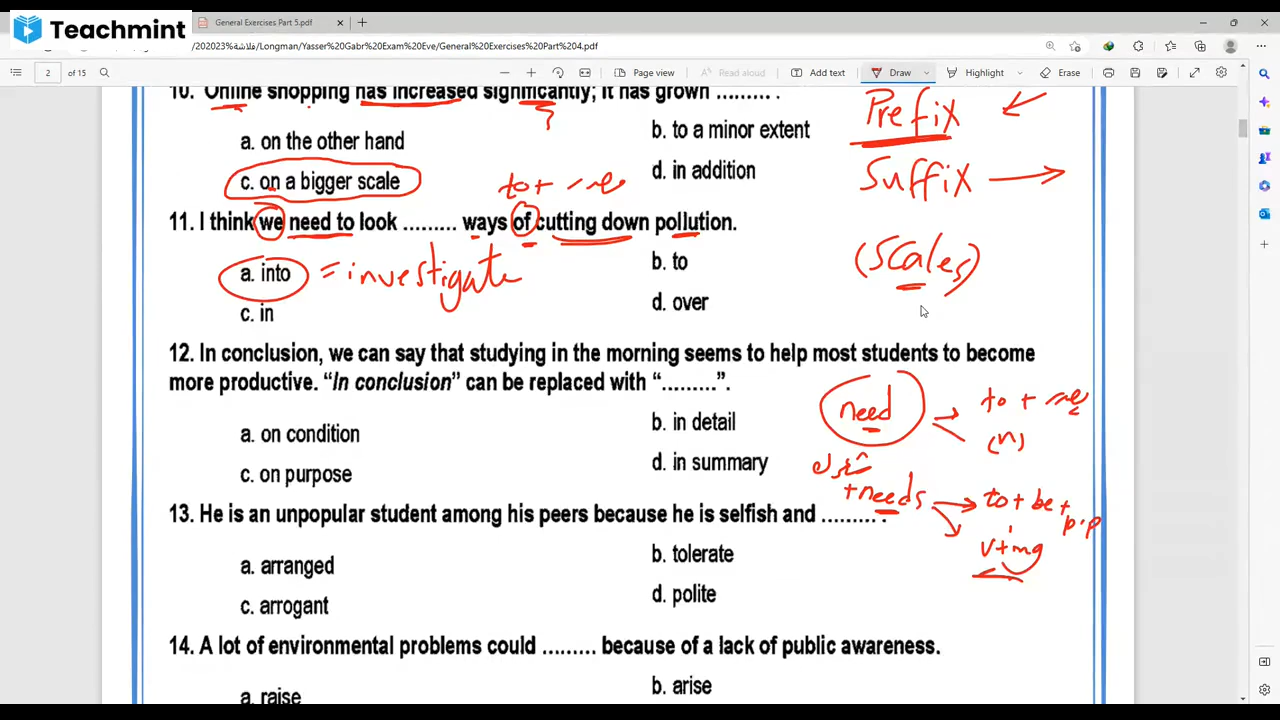 Teachmint
General Exercises Part 5.pdf
202023%فلاشة/Longman/Yasser%20Gabr%20Exam%20Eve/General%20Exercises%20Part%204.pdf
2 of 15
Page view
Read aloud
Add text
Draw
Highlight
Erase
10. Online shopping has increased significantly; it has grown ......... .
a. on the other hand
b. to a minor extent
c. on a bigger scale
d. in addition
Prefix
Suffix
(Scales)
to +
11. I think we need to look ......... ways of cutting down pollution.
a. into
= investigate
b. to
c. in
d. over
12. In conclusion, we can say that studying in the morning seems to help most students to become
more productive. “In conclusion” can be replaced with “.........”.
a. on condition
b. in detail
c. on purpose
d. in summary
need
to +
(n)
+needs
to + be +
p.p
v+ing
13. He is an unpopular student among his peers because he is selfish and ......... .
a. arranged
b. tolerate
c. arrogant
d. polite
14. A lot of environmental problems could ......... because of a lack of public awareness.
a. raise
b. arise